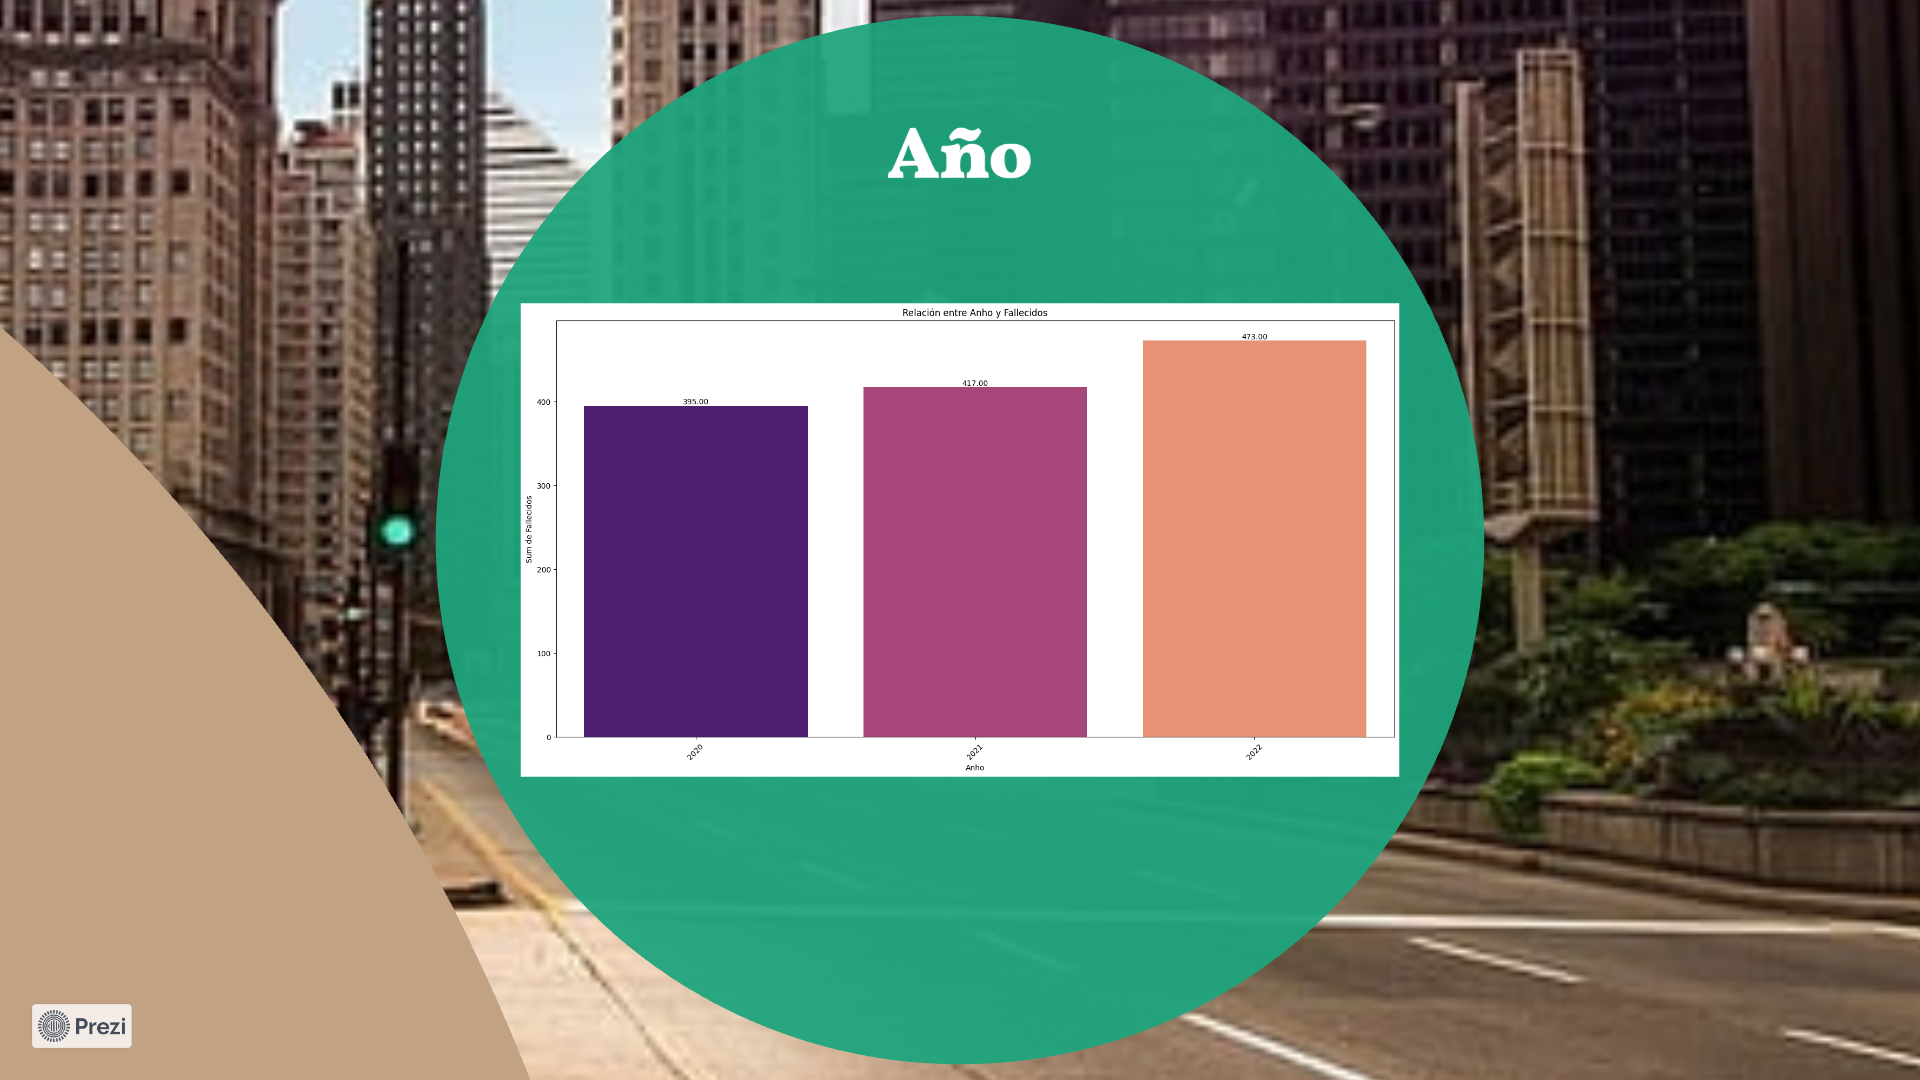 Año
Relación entre Anho y Fallecidos
473.00
417.00
395.00
400
300
200
100
0
Sum de Fallecidos
2020
2021
2022
Anho
Prezi